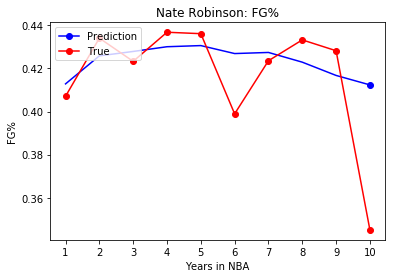 Nate Robinson: FG%
Prediction
True
FG%
0.44
0.42
0.40
0.38
0.36
1 2 3 4 5 6 7 8 9 10
Years in NBA